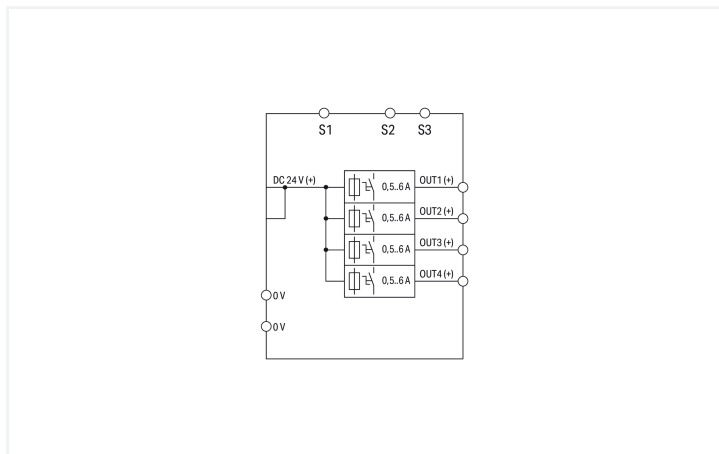 S1 S2 S3
DC 24 V (+)
0,5..6 A OUT1 (+)
0,5..6 A OUT2 (+)
0,5..6 A OUT3 (+)
0,5..6 A OUT4 (+)
0 V
0 V